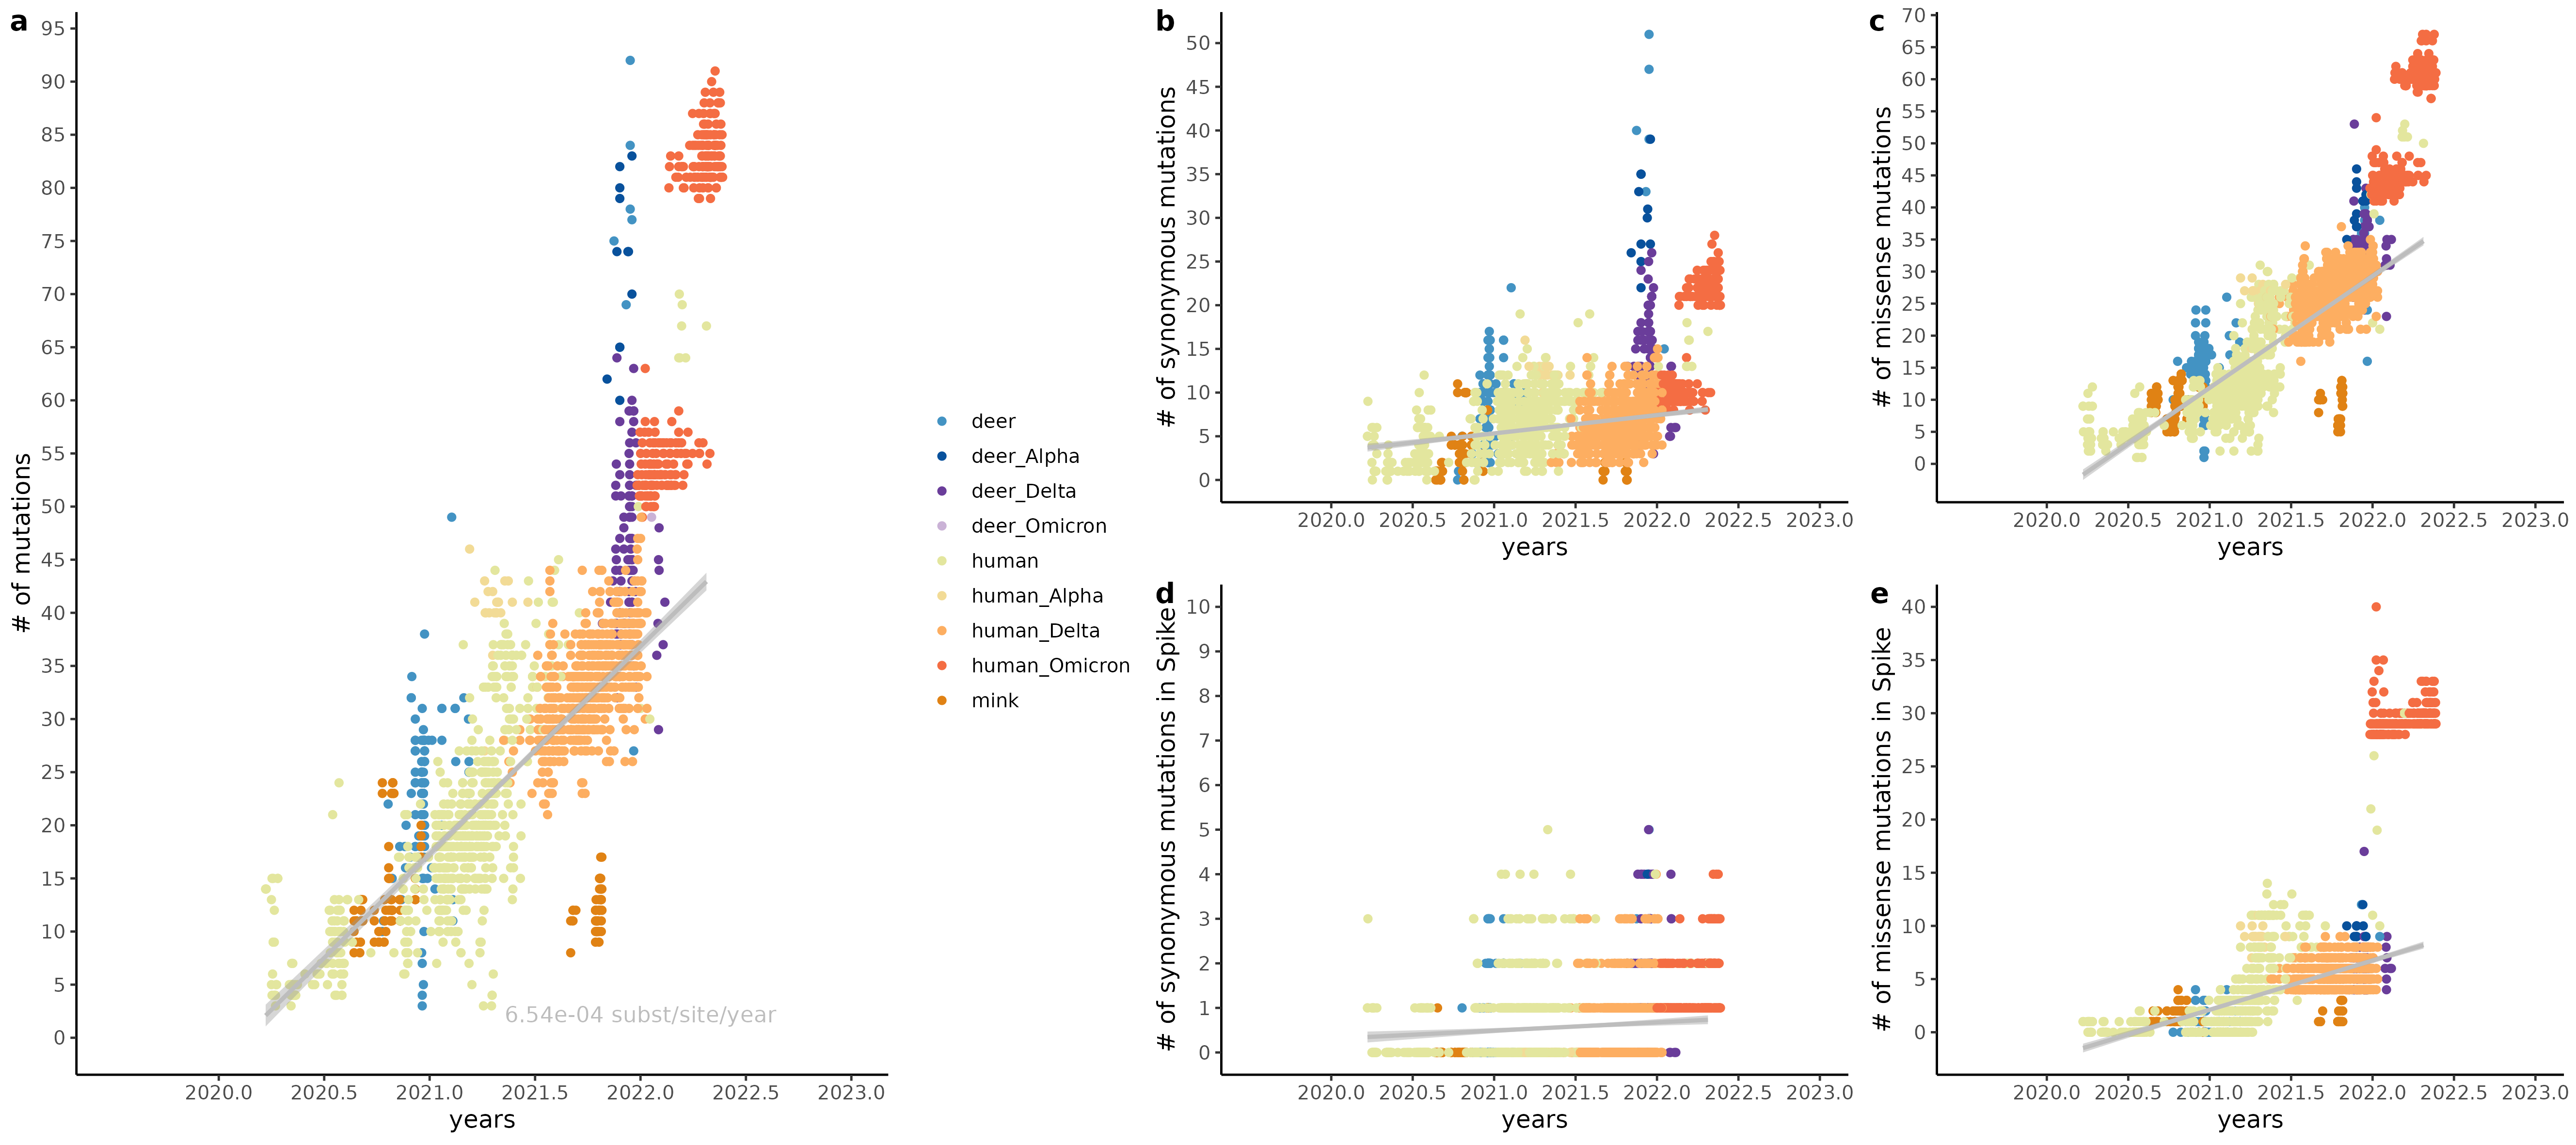 a
# of mutations
95
90
85
80
75
70
65
60
55
50
45
40
35
30
25
20
15
10
5
0
6.54e-04 subst/site/year
2020.0 2020.5 2021.0 2021.5 2022.0 2022.5 2023.0
years
deer
deer_Alpha
deer_Delta
deer_Omicron
human
human_Alpha
human_Delta
human_Omicron
mink
b
# of synonymous mutations
50
45
40
35
30
25
20
15
10
5
0
2020.0 2020.5 2021.0 2021.5 2022.0 2022.5 2023.0
years
c
# of missense mutations
70
65
60
55
50
45
40
35
30
25
20
15
10
5
0
2020.0 2020.5 2021.0 2021.5 2022.0 2022.5 2023.0
years
d
# of synonymous mutations in Spike
10
9
8
7
6
5
4
3
2
1
0
2020.0 2020.5 2021.0 2021.5 2022.0 2022.5 2023.0
years
e
# of missense mutations in Spike
40
35
30
25
20
15
10
5
0
2020.0 2020.5 2021.0 2021.5 2022.0 2022.5 2023.0
years